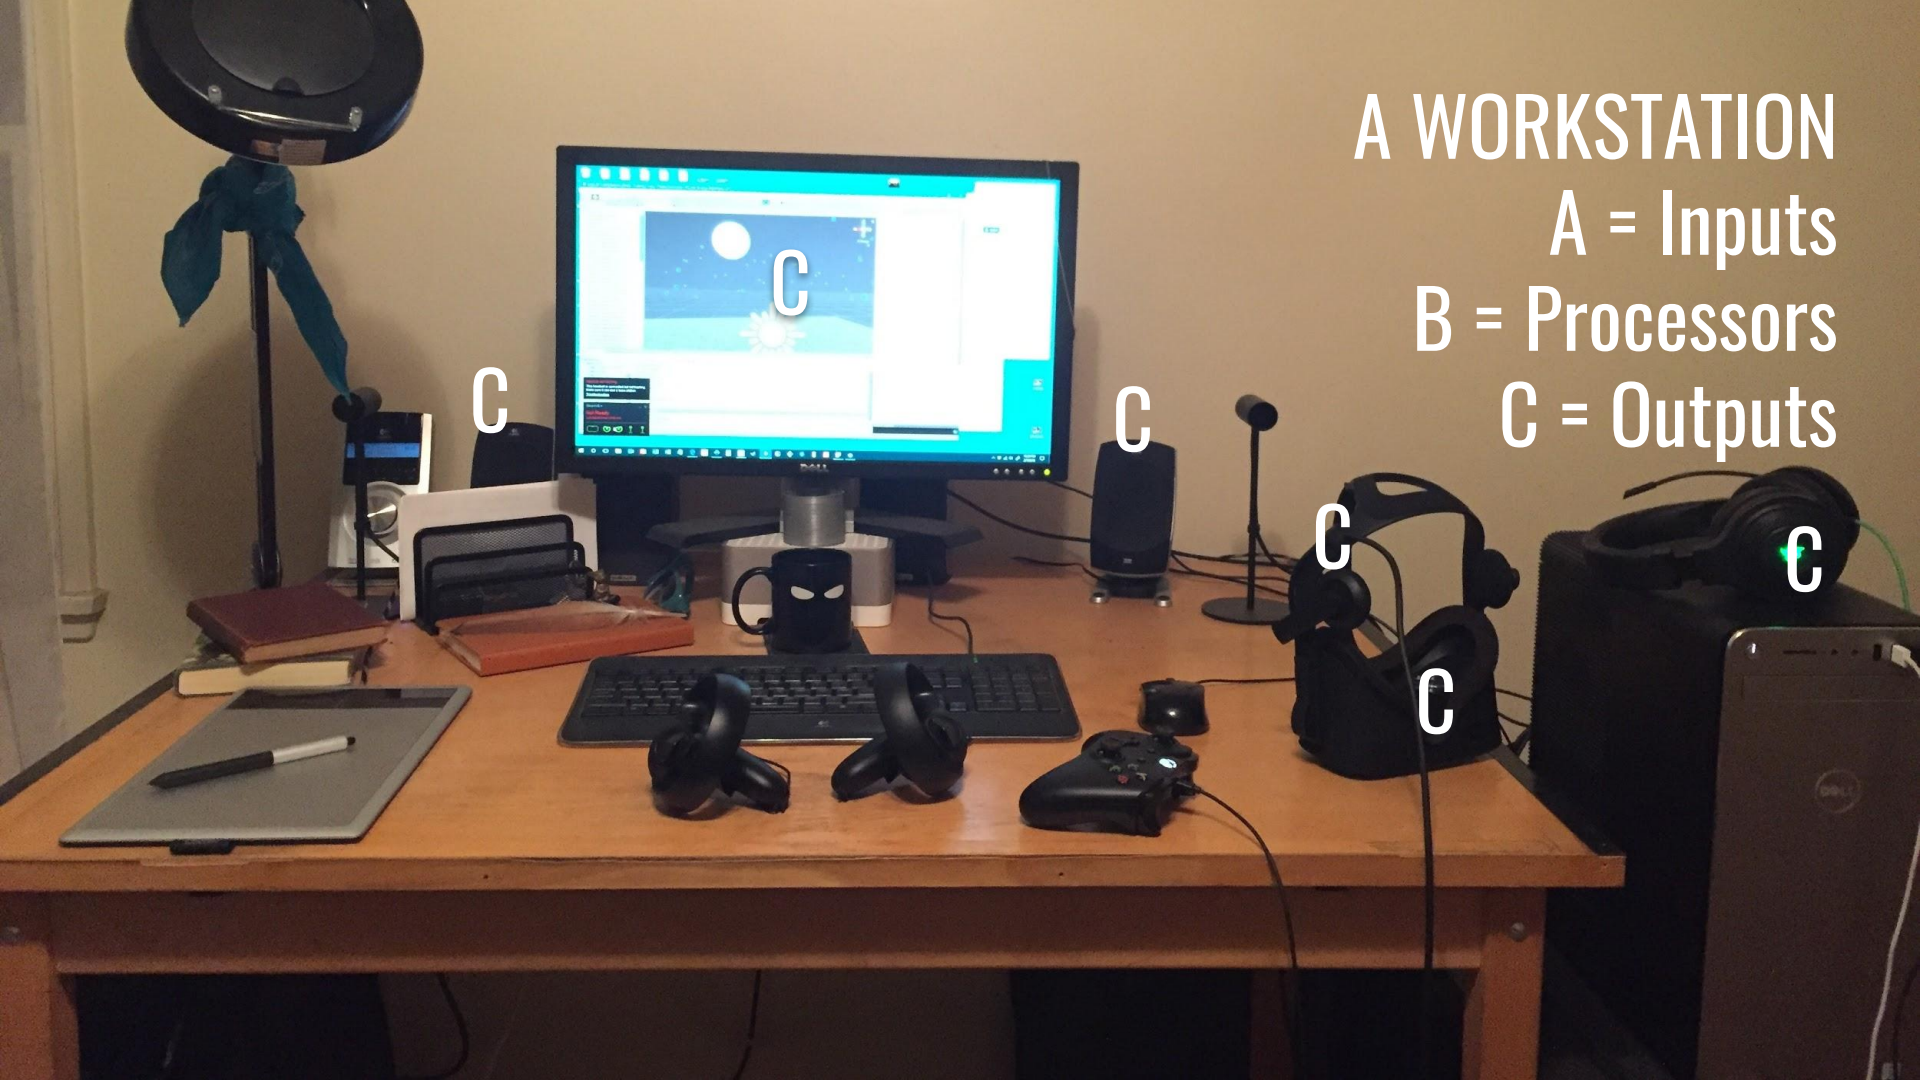 A WORKSTATION
A = Inputs
B = Processors
C = Outputs
C
C
C
C
C
C
DELL
DELL